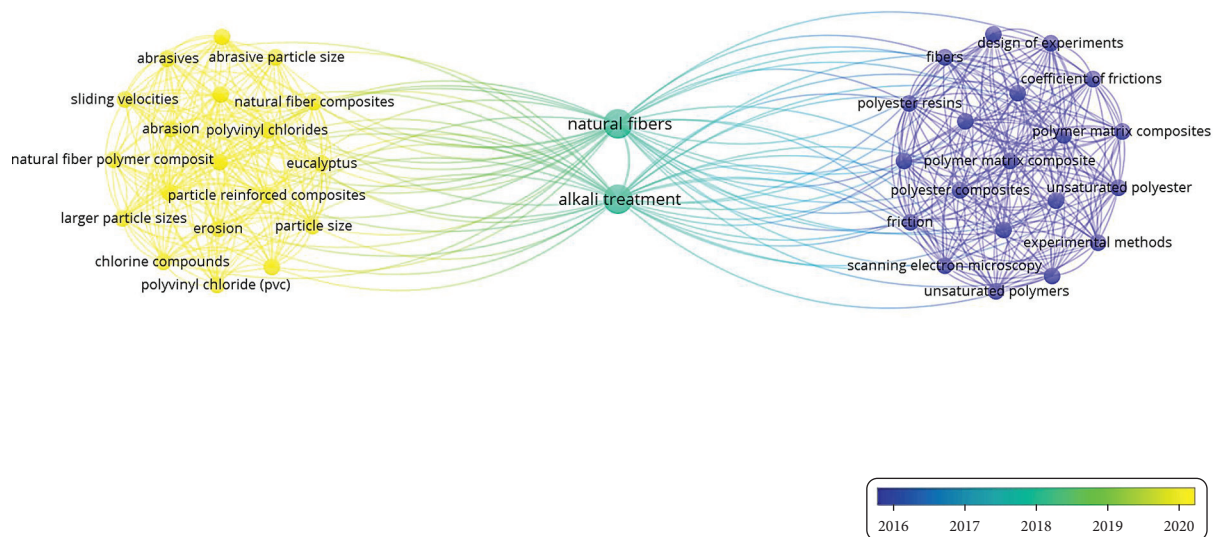 abrasives
abrasive particle size
sliding velocities
natural fiber composites
abrasion
polyvinyl chlorides
natural fiber polymer composit
eucalyptus
particle reinforced composites
larger particle sizes
erosion
particle size
chlorine compounds
polyvinyl chloride (pvc)
natural fibers
alkali treatment
design of experiments
fibers
coefficient of frictions
polyester resins
polymer matrix composites
polymer matrix composite
polyester composites
unsaturated polyester
friction
experimental methods
scanning electron microscopy
unsaturated polymers
2016
2017
2018
2019
2020